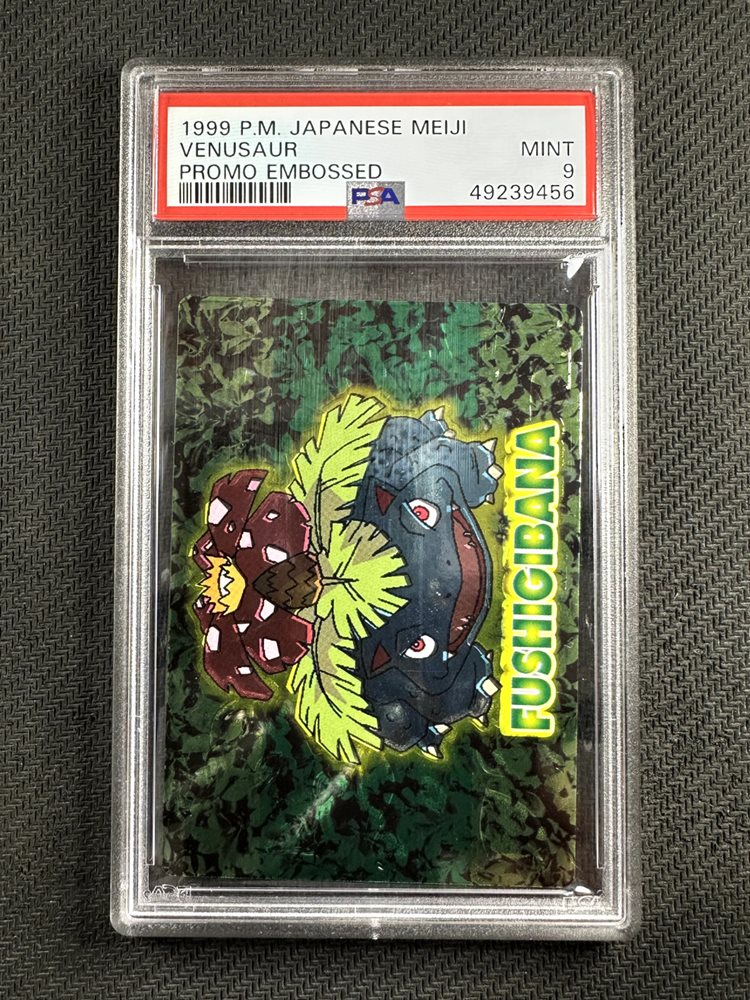 1999 P.M. JAPANESE MEIJI
VENUSAUR MINT
PROMO EMBOSSED 9
PSA 49239456
FUSHIGIBANA